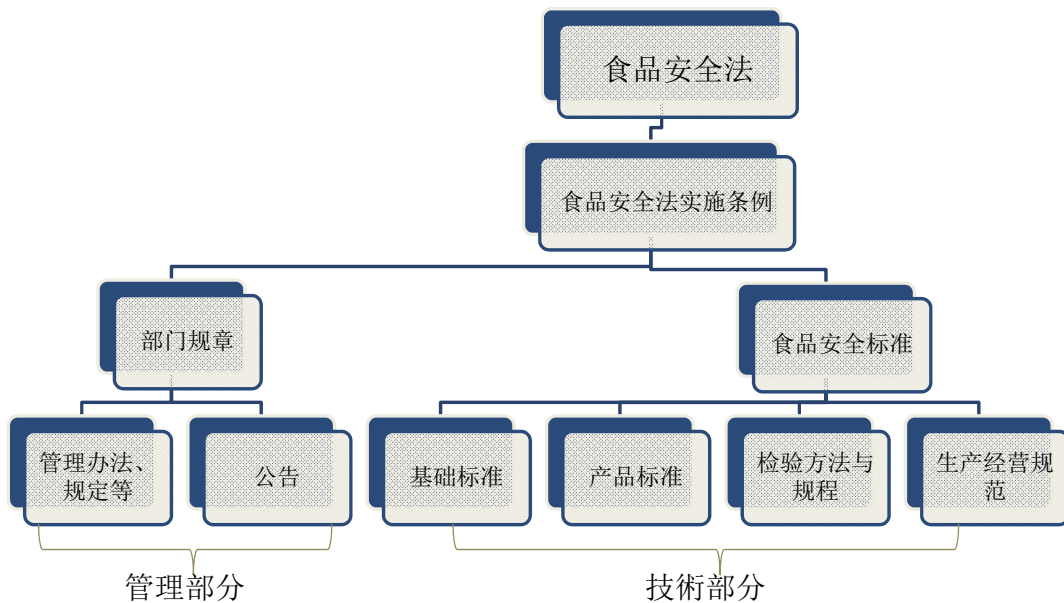 食品安全法
食品安全法实施条例
部门规章
食品安全标准
管理办法、
规定等
公告
基础标准
产品标准
检验方法与
规程
生产经营规
范
管理部分
技術部分